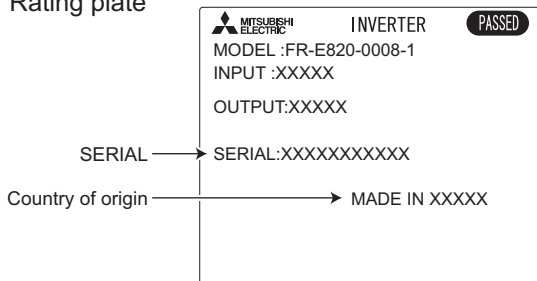 Rating plate
MITSUBISHI ELECTRIC INVERTER PASSED
MODEL :FR-E820-0008-1
INPUT :XXXXX
OUTPUT:XXXXX
SERIAL SERIAL:XXXXXXXXXXX
Country of origin MADE IN XXXXX